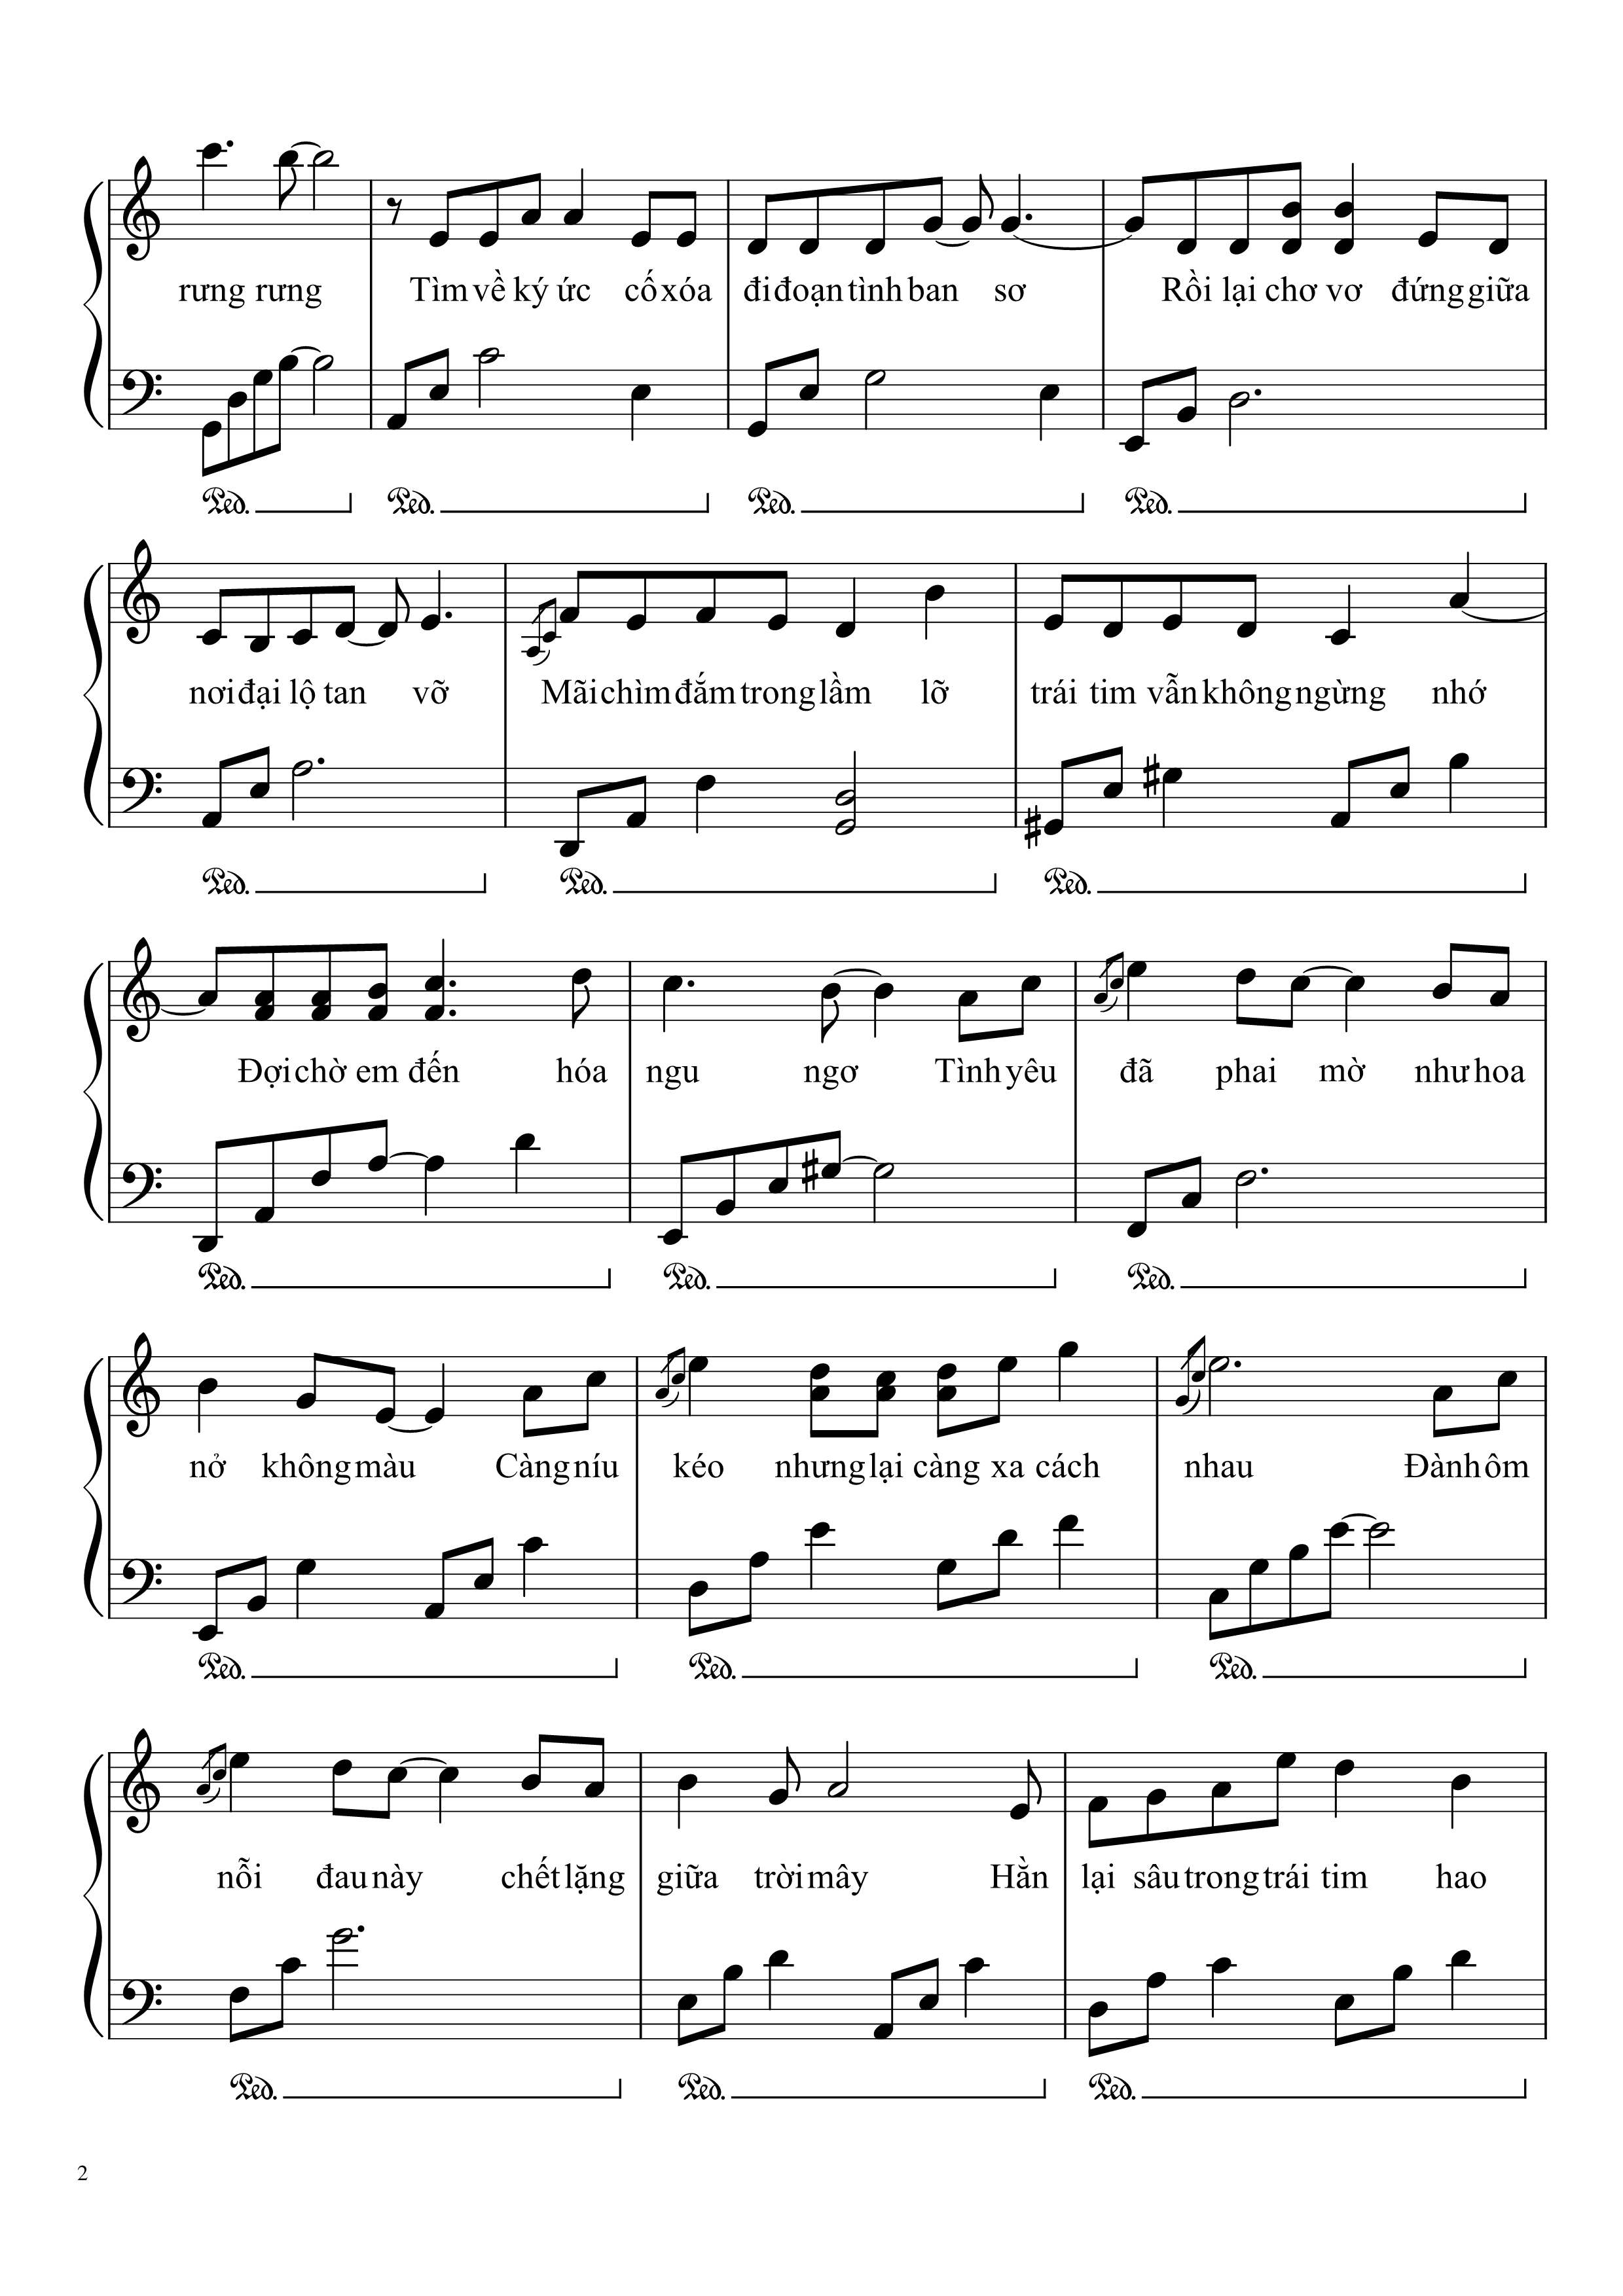 rưng rưng Tìm về ký ức cố xóa đi đoạn tình ban sơ Rồi lại chơ vơ đứng giữa
Ped. Ped. Ped. Ped.
nơi đại lộ tan vỡ Mãi chìm đắm trong lầm lỡ trái tim vẫn không ngừng nhớ
Ped. Ped. Ped.
Đợi chờ em đến hóa ngu ngơ Tình yêu đã phai mờ như hoa
Ped. Ped. Ped.
nở không màu Càng níu kéo nhưng lại càng xa cách nhau Đành ôm
Ped. Ped. Ped.
nỗi đau này chết lặng giữa trời mây Hằn lại sâu trong trái tim hao
Ped. Ped. Ped.
2